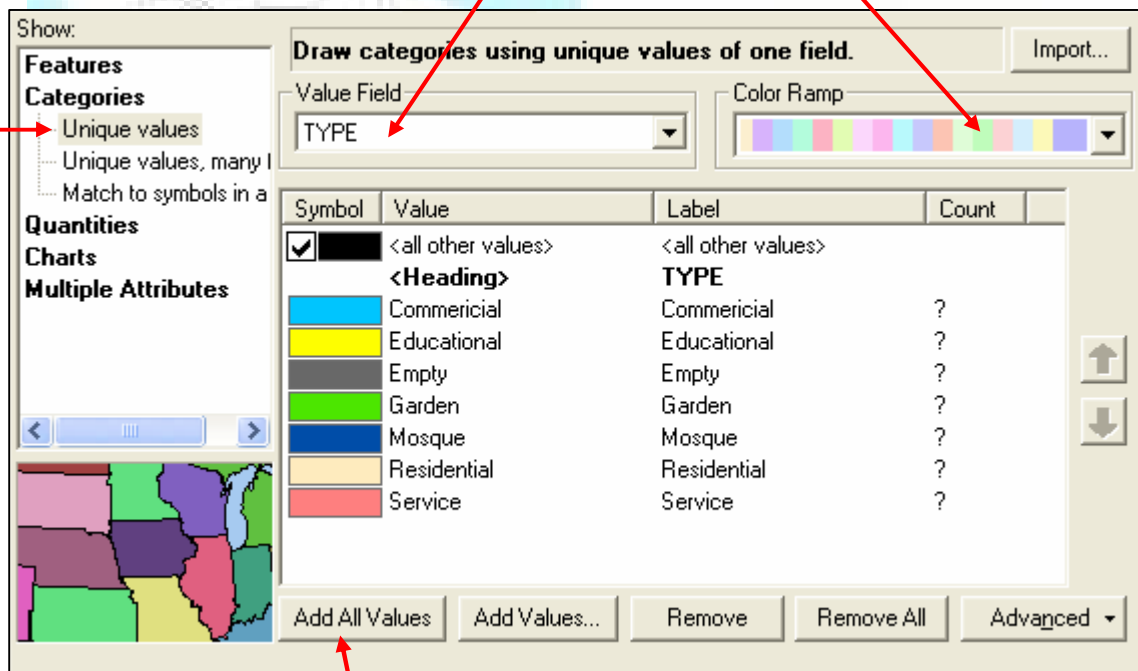 Show:
Features
Categories
Unique values
Unique values, many
Match to symbols in a
Quantities
Charts
Multiple Attributes
Draw categories using unique values of one field.
Import...
Value Field
TYPE
Color Ramp
Symbol Value Label Count
<all other values> <all other values>
<Heading> TYPE
Commericial Commericial ?
Educational Educational ?
Empty Empty ?
Garden Garden ?
Mosque Mosque ?
Residential Residential ?
Service Service ?
Add All Values Add Values... Remove Remove All Advanced